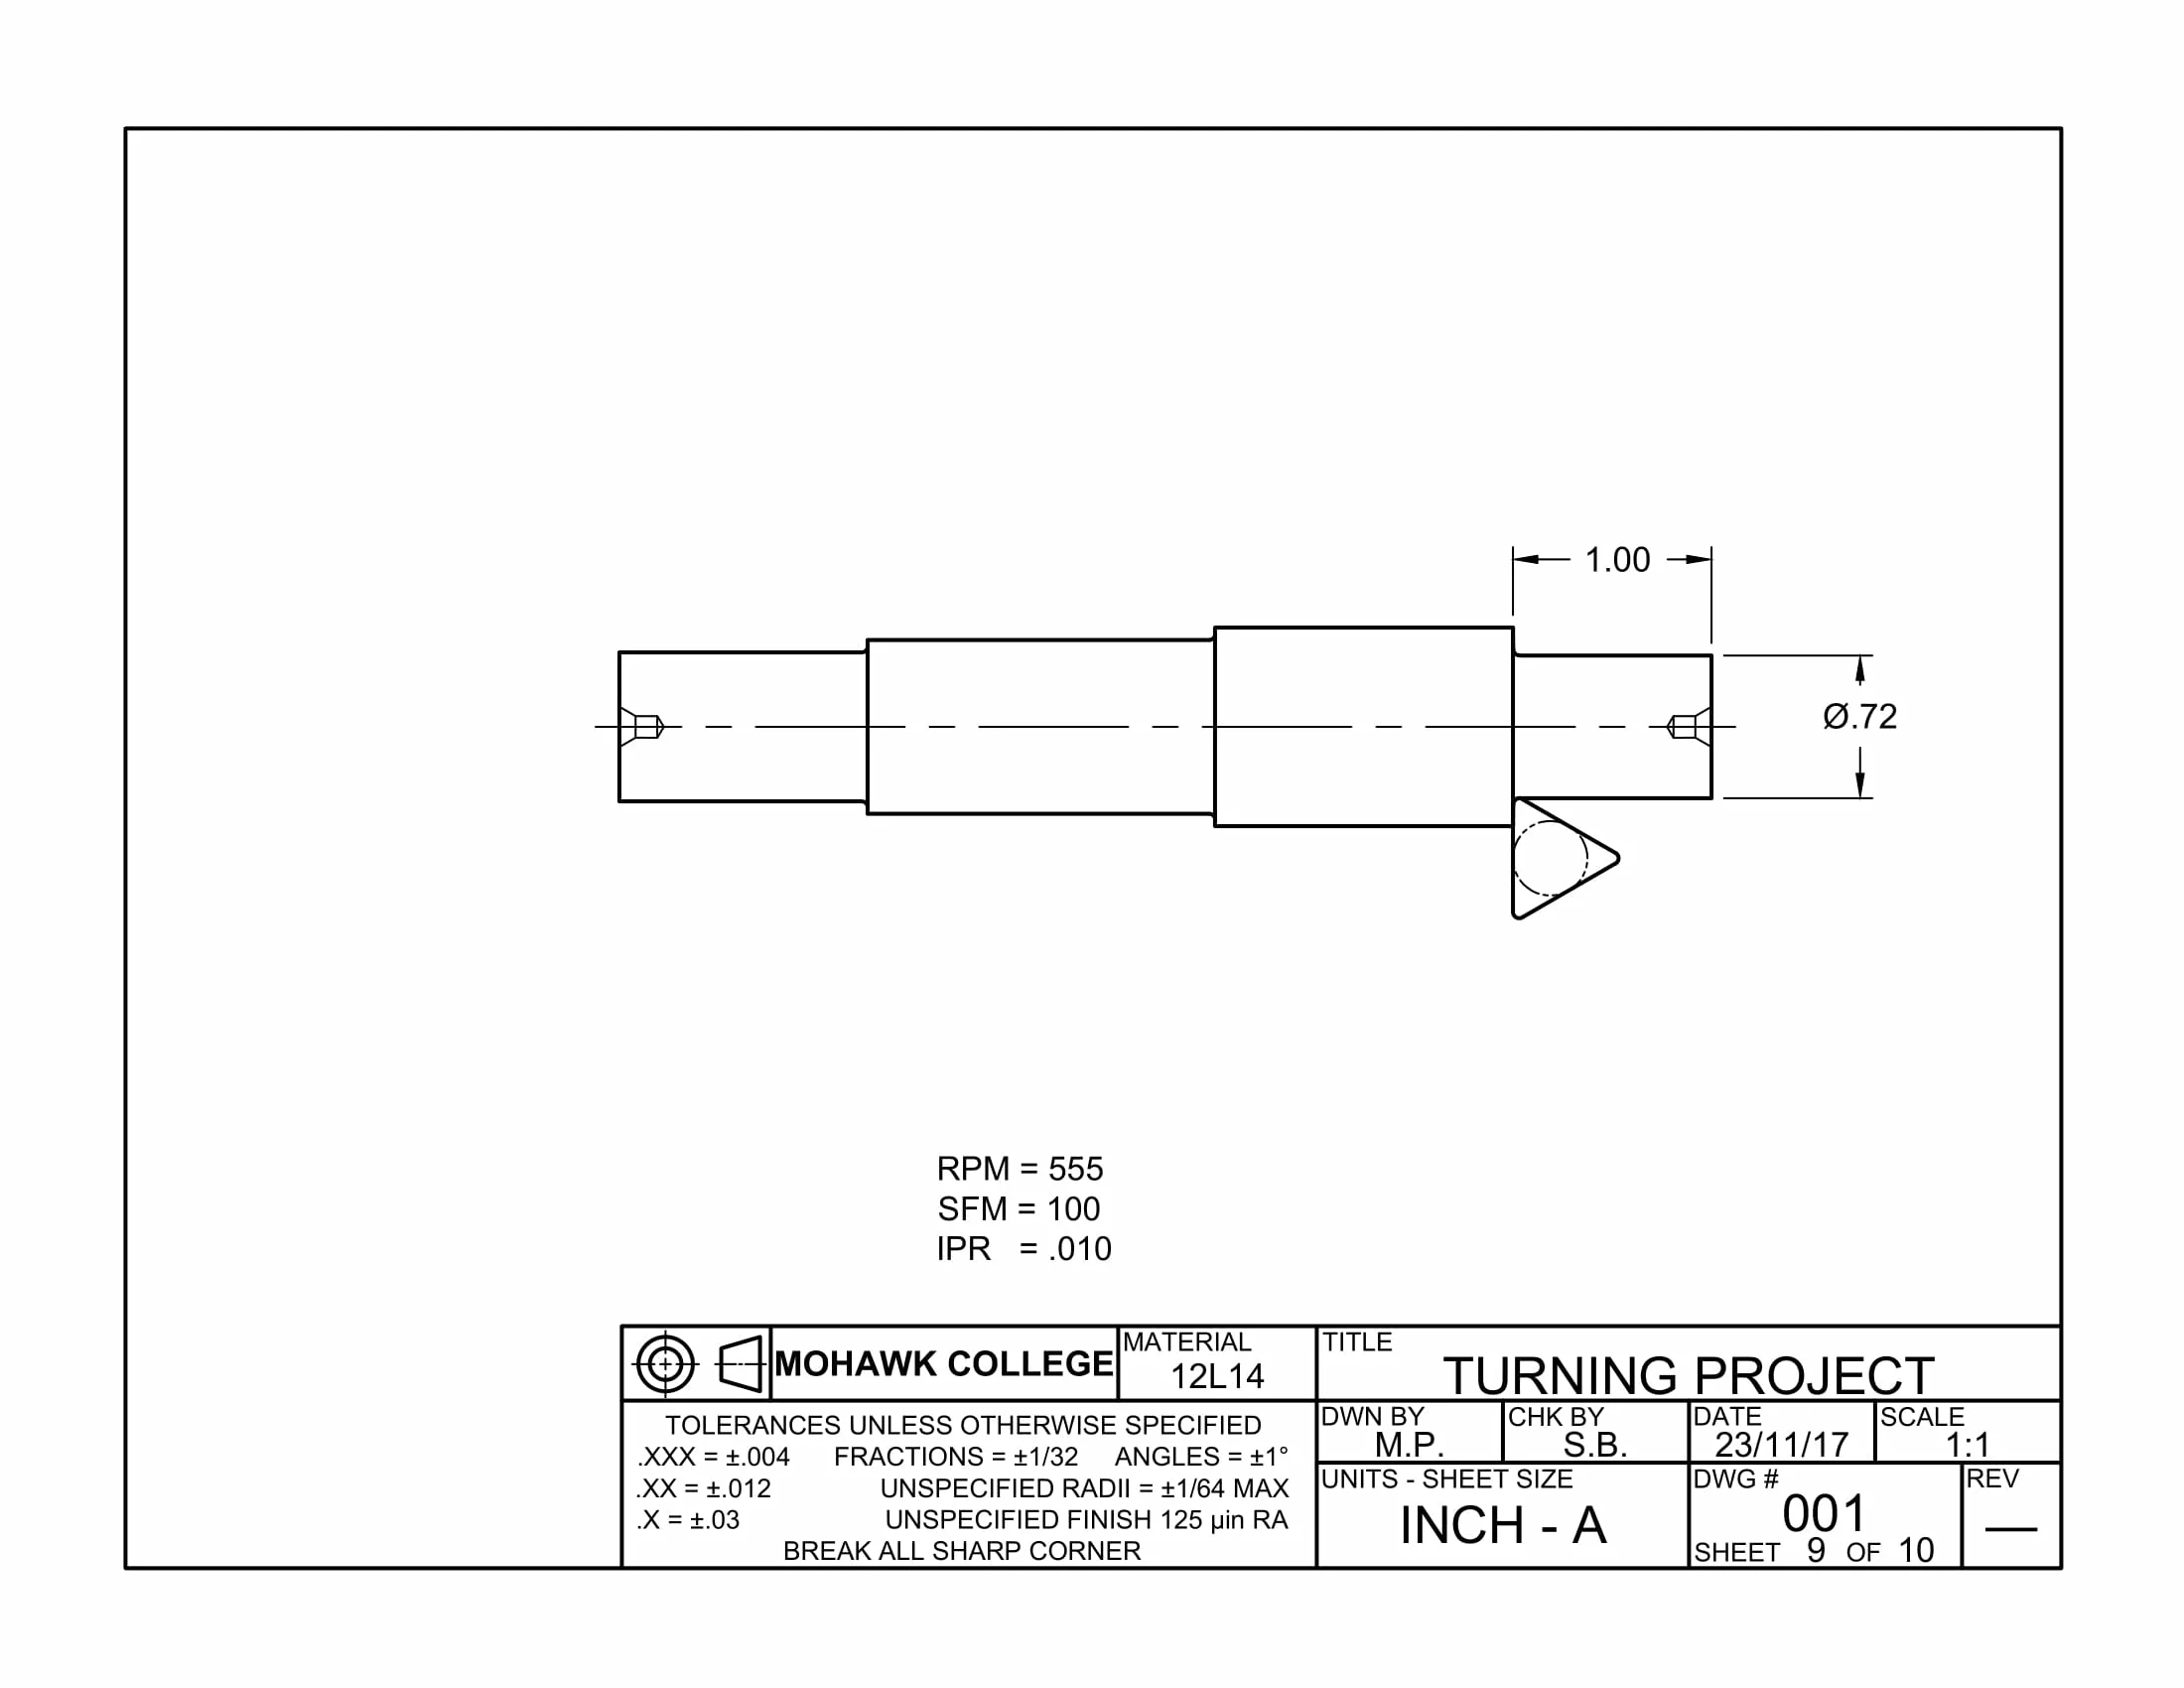 1.00
Ø.72
RPM = 555
SFM = 100
IPR = .010
MOHAWK COLLEGE
MATERIAL
12L14
TITLE
TURNING PROJECT
TOLERANCES UNLESS OTHERWISE SPECIFIED
.XXX = ±.004 FRACTIONS = ±1/32 ANGLES = ±1°
.XX = ±.012 UNSPECIFIED RADII = ±1/64 MAX
.X = ±.03 UNSPECIFIED FINISH 125 µin RA
BREAK ALL SHARP CORNER
DWN BY
M.P.
CHK BY
S.B.
DATE
23/11/17
SCALE
1:1
UNITS - SHEET SIZE
INCH - A
DWG #
001
SHEET 9 OF 10
REV
—